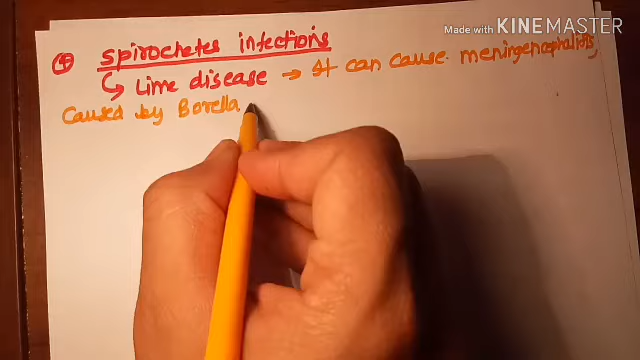 Made with KINEMASTER
④ Spirochetes infections
↳ Lime disease → It can cause meningencephalitis,
Caused by Borella